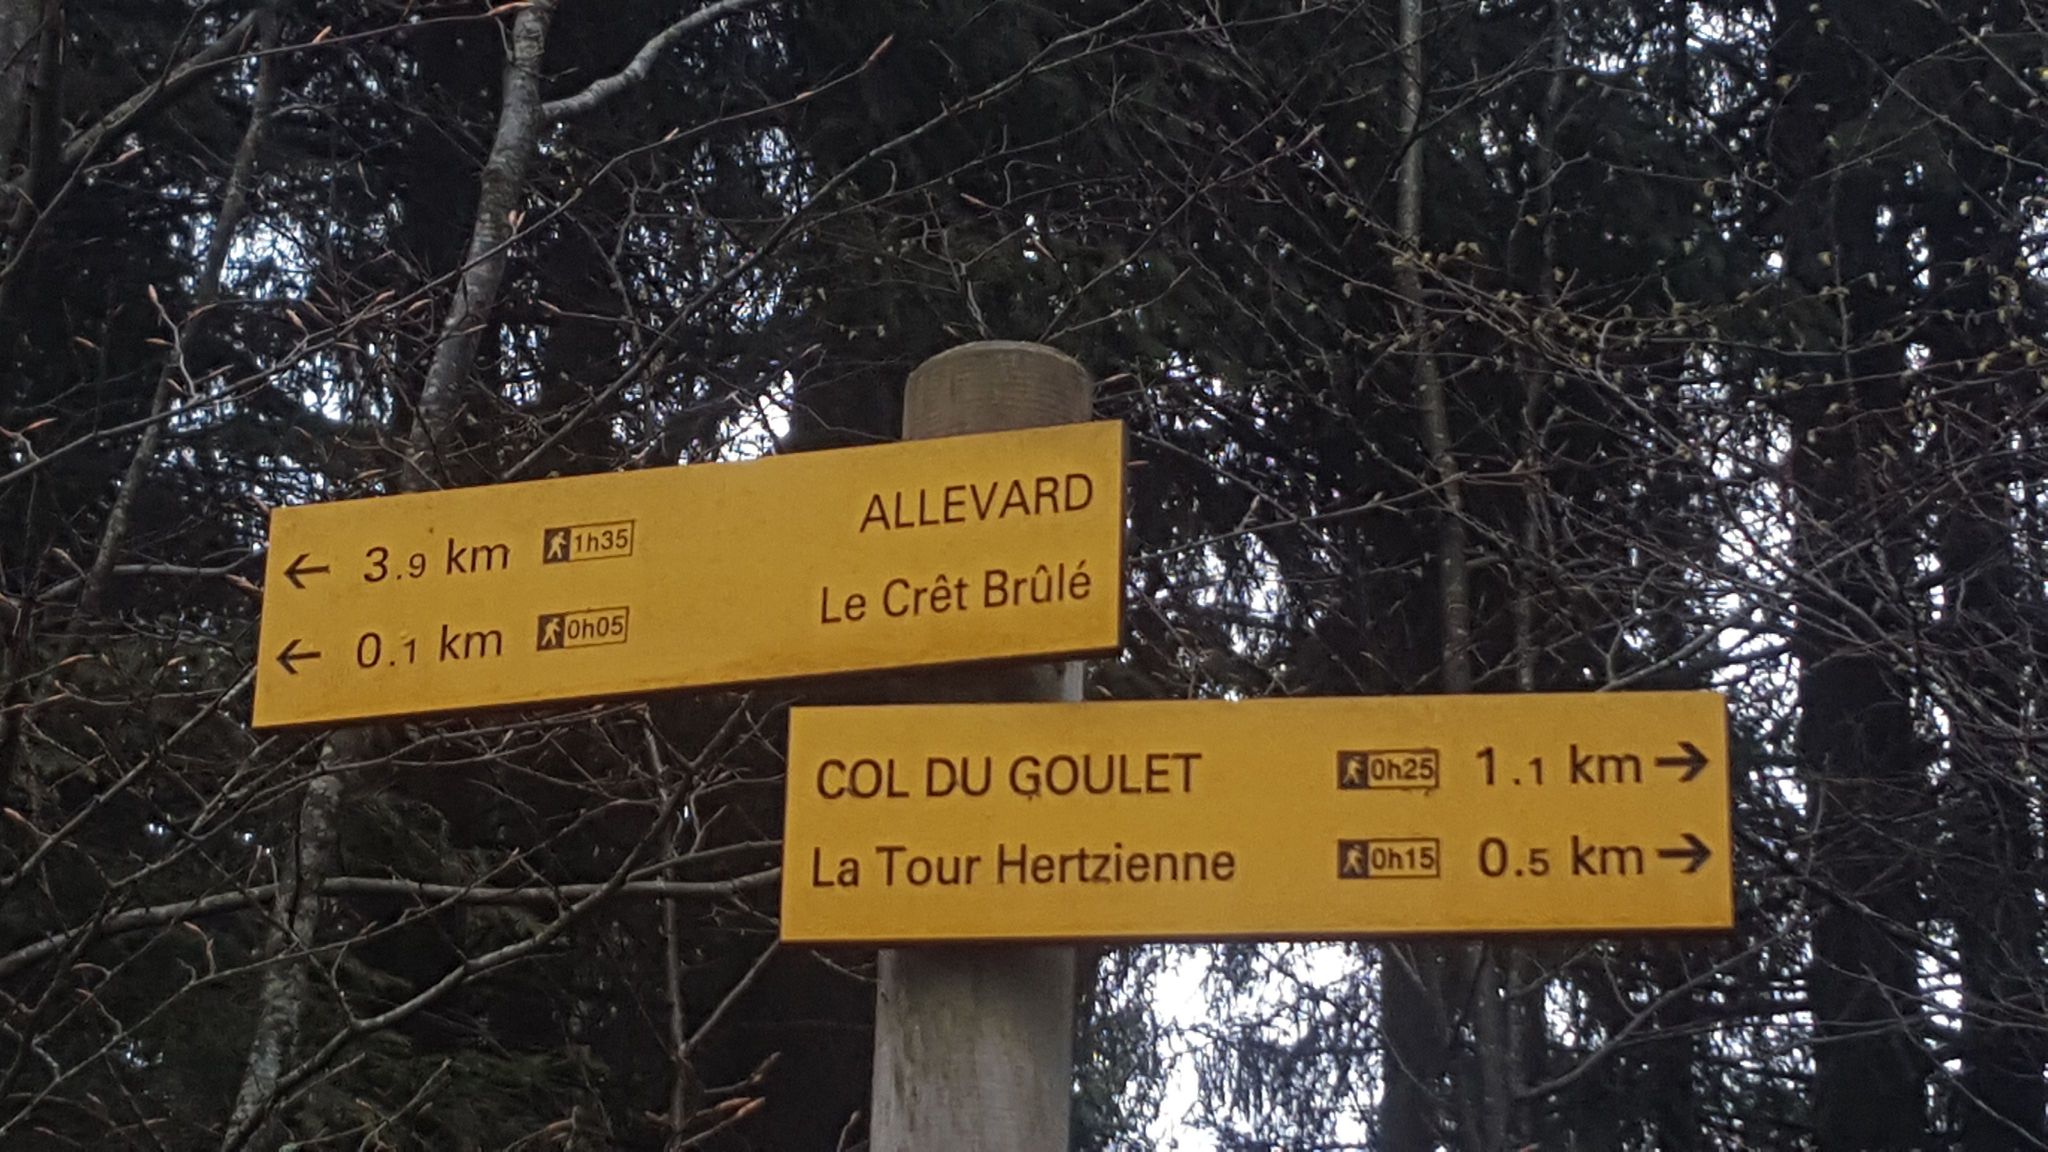 ← 3.9 km 1h35 ALLEVARD
← 0.1 km 0h05 Le Crêt Brûlé
COL DU GOULET 0h25 1.1 km →
La Tour Hertzienne 0h15 0.5 km →